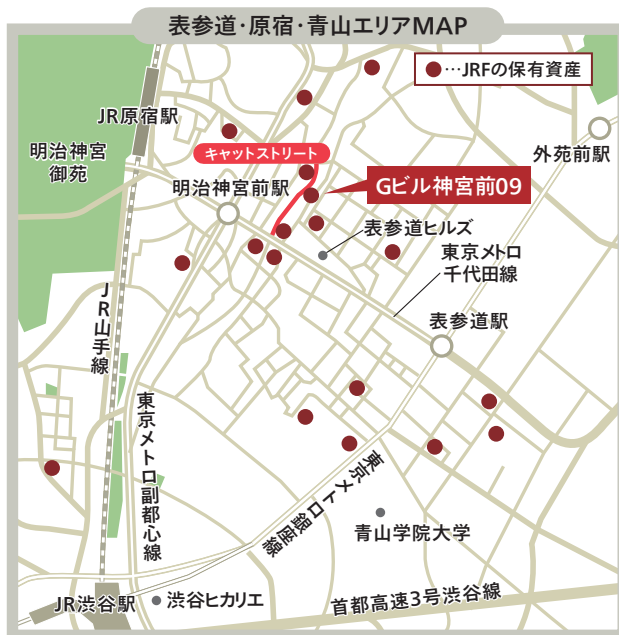 表参道・原宿・青山エリアMAP
●…JRFの保有資産
JR原宿駅
明治神宮
御苑
キャットストリート
外苑前駅
明治神宮前駅
Gビル神宮前09
表参道ヒルズ
東京メトロ
千代田線
JR山手線
表参道駅
東京メトロ副都心線
東京メトロ銀座線
青山学院大学
JR渋谷駅
渋谷ヒカリエ
首都高速3号渋谷線